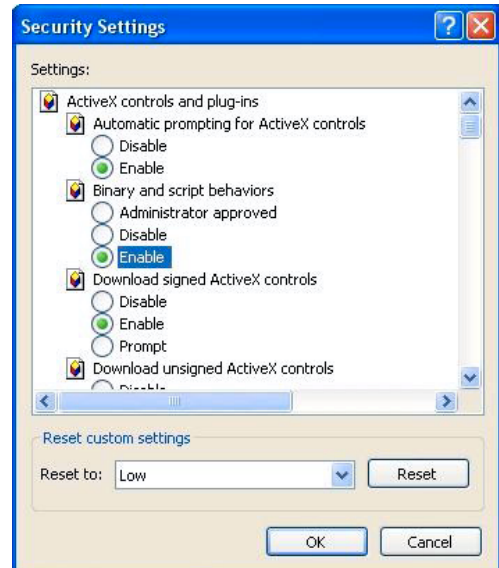 Security Settings
Settings:
ActiveX controls and plug-ins
Automatic prompting for ActiveX controls
Disable
Enable
Binary and script behaviors
Administrator approved
Disable
Enable
Download signed ActiveX controls
Disable
Enable
Prompt
Download unsigned ActiveX controls
Disable
Reset custom settings
Reset to: Low Reset
OK Cancel